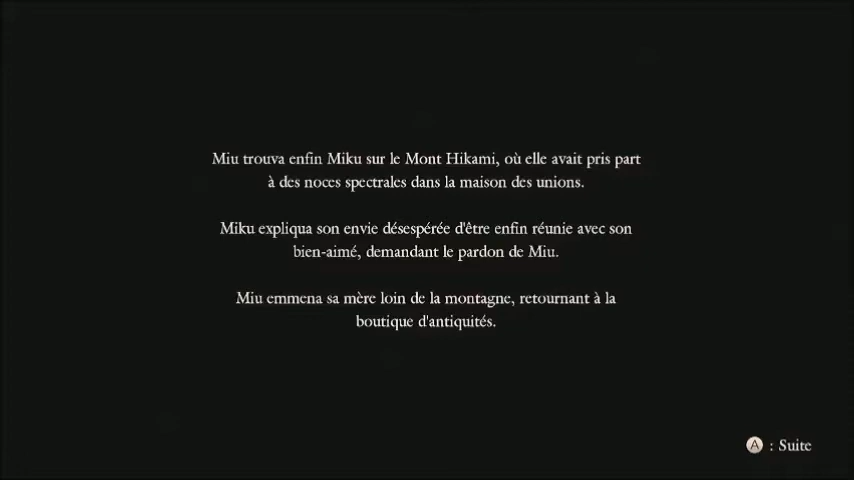 Miu trouva enfin Miku sur le Mont Hikami, où elle avait pris part
à des noces spectrales dans la maison des unions.
Miku expliqua son envie désespérée d'être enfin réunie avec son
bien-aimé, demandant le pardon de Miu.
Miu emmena sa mère loin de la montagne, retournant à la
boutique d'antiquités.
A : Suite